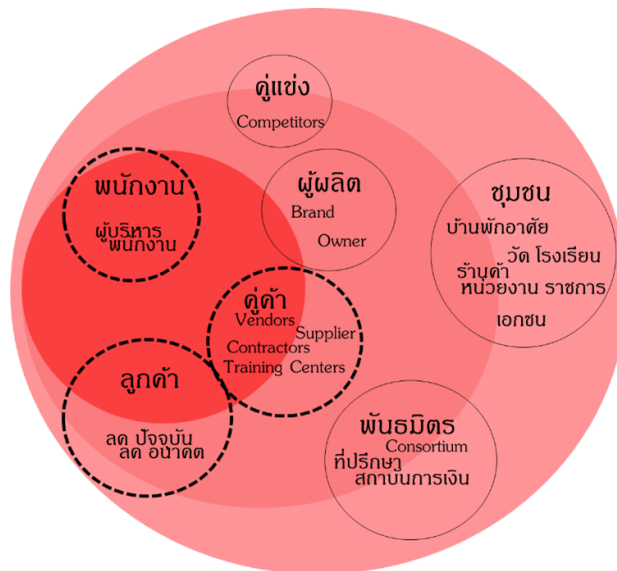 คู่แข่ง
Competitors
พนักงาน
ผู้บริหาร
พนักงาน
ผู้ผลิต
Brand
Owner
ชุมชน
บ้านพักอาศัย
วัด โรงเรียน
ร้านค้า
หน่วยงาน ราชการ
เอกชน
คู่ค้า
Vendors
Supplier
Contractors
Training Centers
ลูกค้า
ลค ปัจจุบัน
ลค อนาคต
พันธมิตร
Consortium
ที่ปรึกษา
สถาบันการเงิน